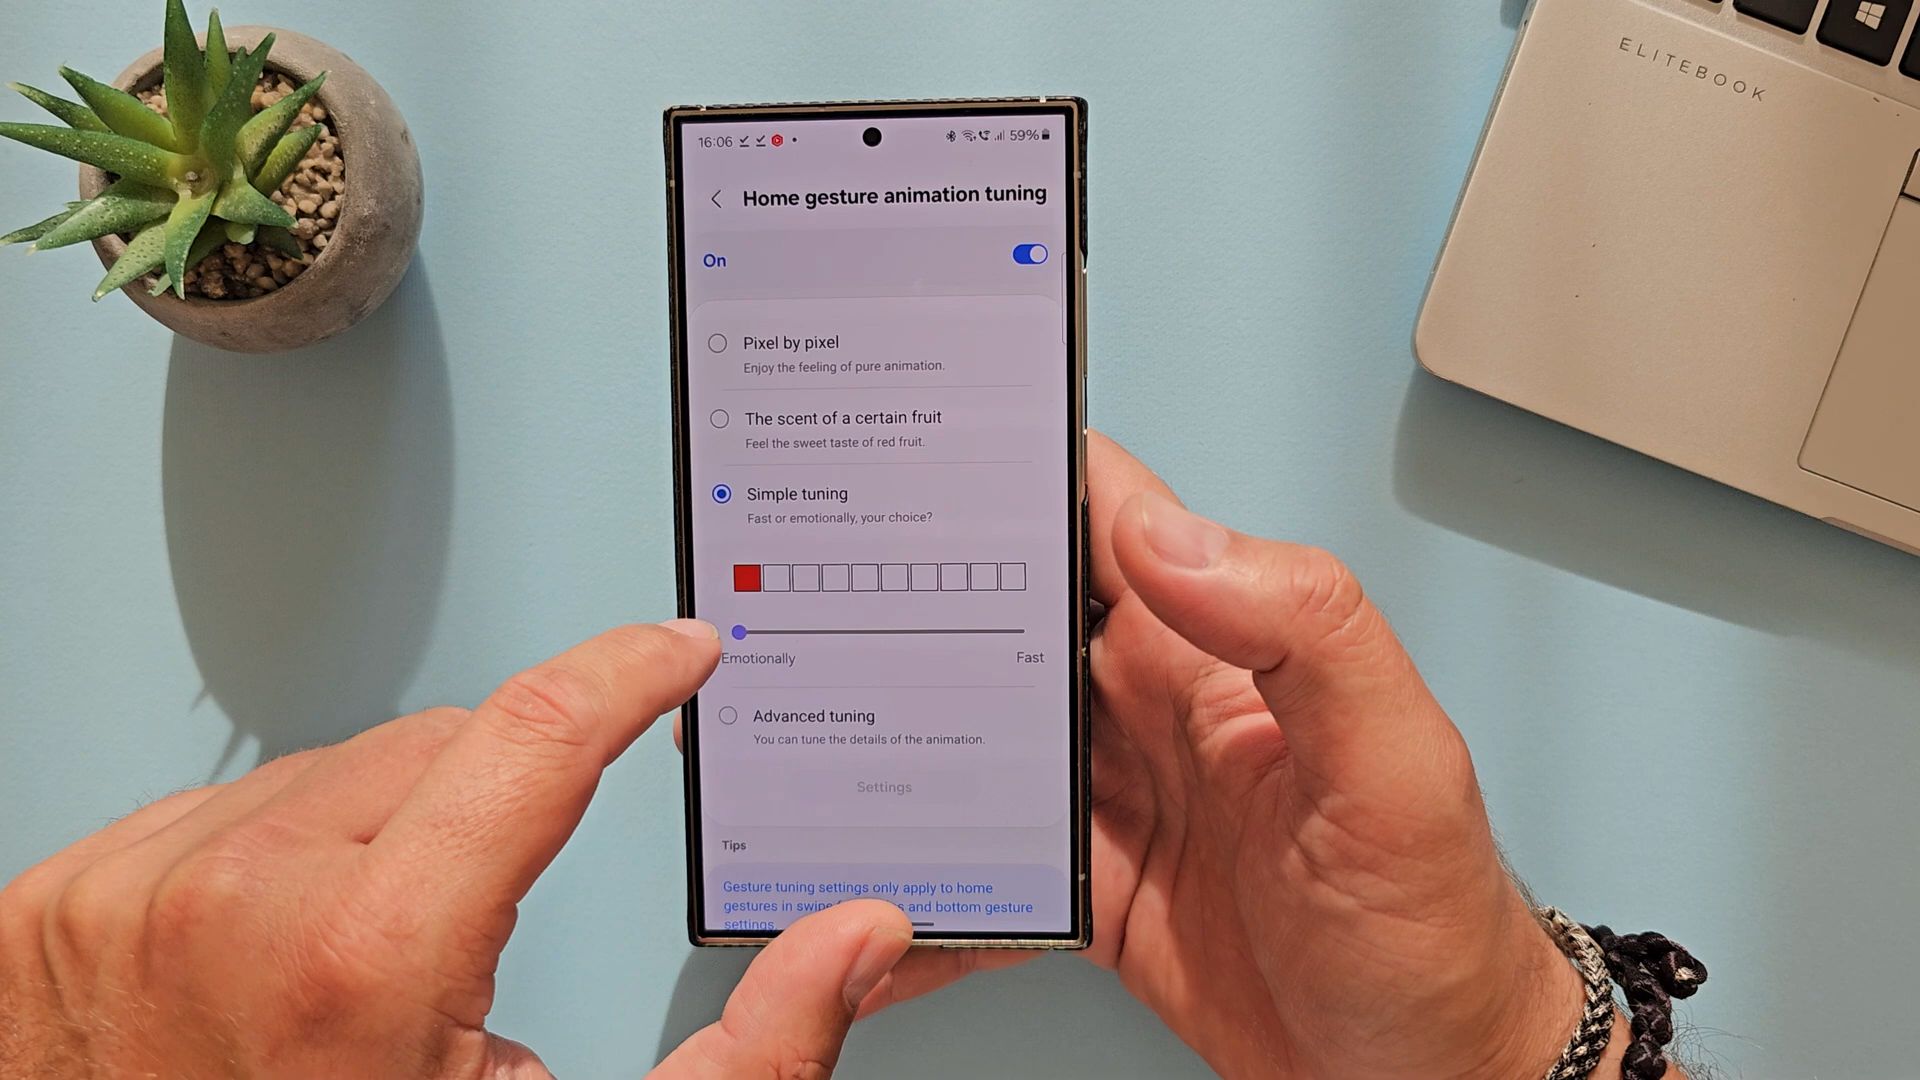 ELITEBOOK
16:06
59%
Home gesture animation tuning
On
Pixel by pixel
Enjoy the feeling of pure animation.
The scent of a certain fruit
Feel the sweet taste of red fruit.
Simple tuning
Fast or emotionally, your choice?
Emotionally
Fast
Advanced tuning
You can tune the details of the animation.
Settings
Tips
Gesture tuning settings only apply to home
gestures in swipe and bottom gesture
settings.